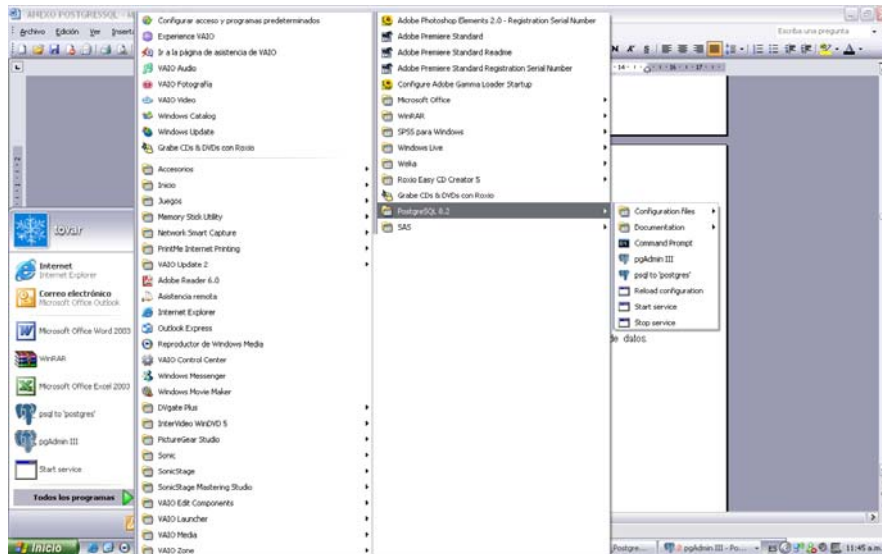 ANEXO POSTGRESSQL - M
Archivo Edición Ver Insert
Escriba una pregunta
tovar
Internet
Internet Explorer
Correo electrónico
Microsoft Office Outlook
Microsoft Office Word 2003
WinRAR
Microsoft Office Excel 2003
psql to 'postgres'
pgAdmin III
Start service
Todos los programas
Configurar acceso y programas predeterminados
Experience VAIO
Ir a la página de asistencia de VAIO
VAIO Audio
VAIO Fotografía
VAIO Video
Windows Catalog
Windows Update
Grabe CDs & DVDs con Roxio
Accesorios
Inicio
Juegos
Memory Stick Utility
Network Smart Capture
PrintMe Internet Printing
VAIO Update 2
Adobe Reader 6.0
Asistencia remota
Internet Explorer
Outlook Express
Reproductor de Windows Media
VAIO Control Center
Windows Messenger
Windows Movie Maker
DVgate Plus
InterVideo WinDVD 5
PictureGear Studio
Sonic
SonicStage
SonicStage Mastering Studio
VAIO Edit Components
VAIO Launcher
VAIO Media
VAIO Zone
Adobe Photoshop Elements 2.0 - Registration Serial Number
Adobe Premiere Standard
Adobe Premiere Standard Readme
Adobe Premiere Standard Registration Serial Number
Configure Adobe Gamma Loader Startup
Microsoft Office
WinRAR
SPSS para Windows
Windows Live
Weka
Roxio Easy CD Creator 5
Grabe CDs & DVDs con Roxio
PostgreSQL 8.2
SAS
Configuration files
Documentation
Command Prompt
pgAdmin III
psql to 'postgres'
Reload configuration
Start service
Stop service
de datos.
Inicio
Postgre...
pgAdmin III - Po...
ES
11:45 a.m.